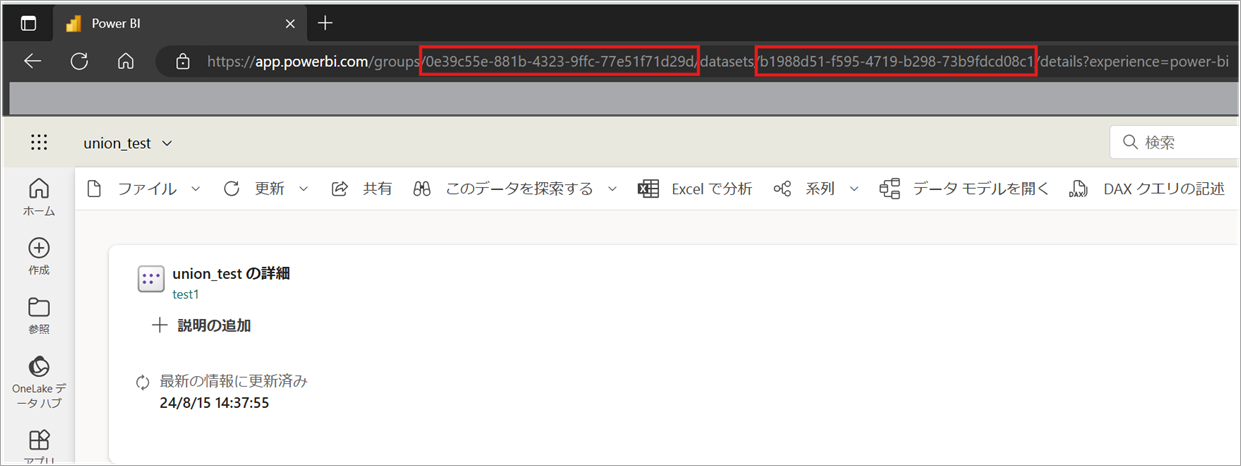 Power BI
https://app.powerbi.com/groups/0e39c55e-881b-4323-9ffc-77e51f71d29d/datasets/b1988d51-f595-4719-b298-73b9fdcd08c1/details?experience=power-bi
union_test
検索
ファイル 更新 共有 このデータを探索する Excel で分析 系列 データ モデルを開く DAX クエリの記述
ホーム
作成
参照
OneLake デ
ータ ハブ
アプリ
union_test の詳細
test1
説明の追加
最新の情報に更新済み
24/8/15 14:37:55